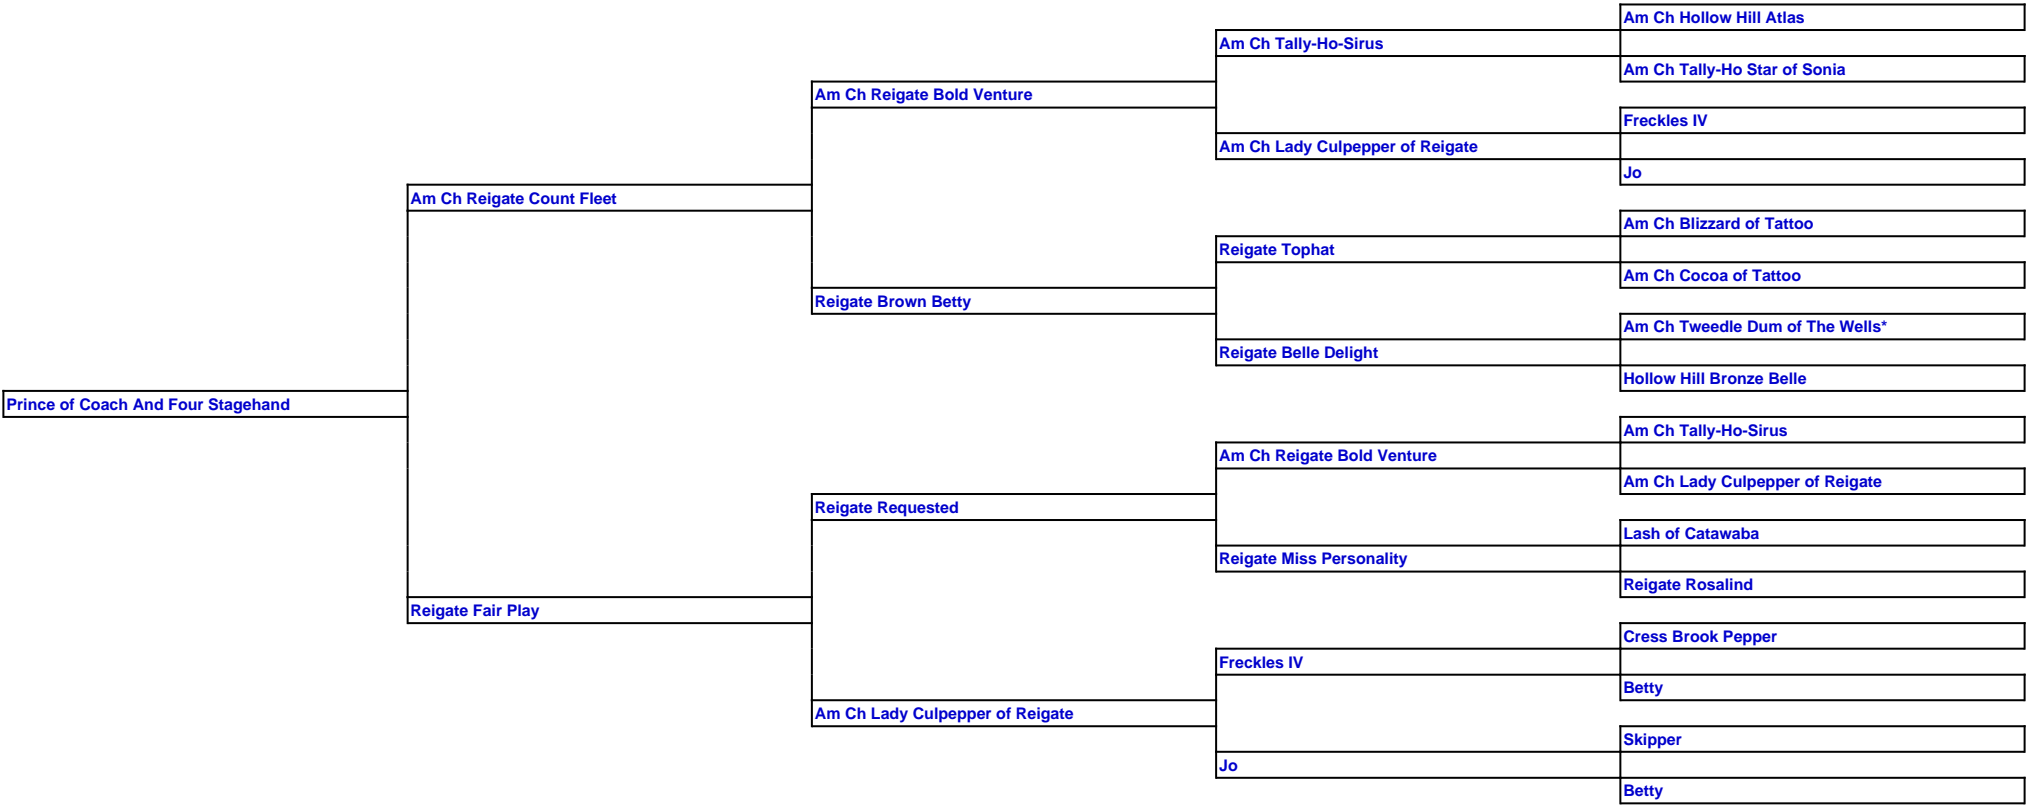 Am Ch Hollow Hill Atlas
Am Ch Tally-Ho-Sirus
Am Ch Tally-Ho Star of Sonia
Am Ch Reigate Bold Venture
Freckles IV
Am Ch Lady Culpepper of Reigate
Jo
Am Ch Reigate Count Fleet
Am Ch Blizzard of Tattoo
Reigate Tophat
Am Ch Cocoa of Tattoo
Reigate Brown Betty
Am Ch Tweedle Dum of The Wells*
Reigate Belle Delight
Hollow Hill Bronze Belle
Prince of Coach And Four Stagehand
Am Ch Tally-Ho-Sirus
Am Ch Reigate Bold Venture
Am Ch Lady Culpepper of Reigate
Reigate Requested
Lash of Catawaba
Reigate Miss Personality
Reigate Rosalind
Reigate Fair Play
Cress Brook Pepper
Freckles IV
Betty
Am Ch Lady Culpepper of Reigate
Skipper
Jo
Betty